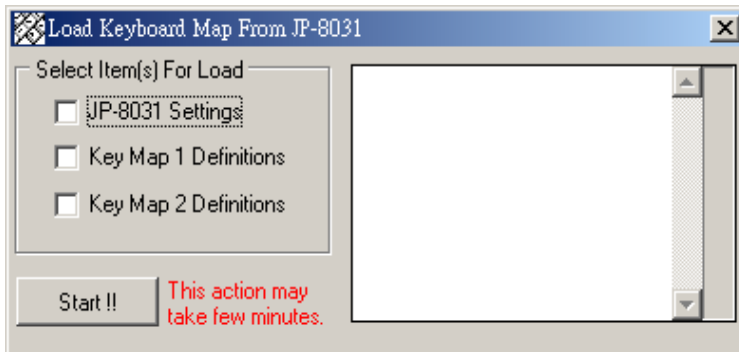 Load Keyboard Map From JP-8031
Select Item(s) For Load
JP-8031 Settings
Key Map 1 Definitions
Key Map 2 Definitions
Start !!
This action may
take few minutes.